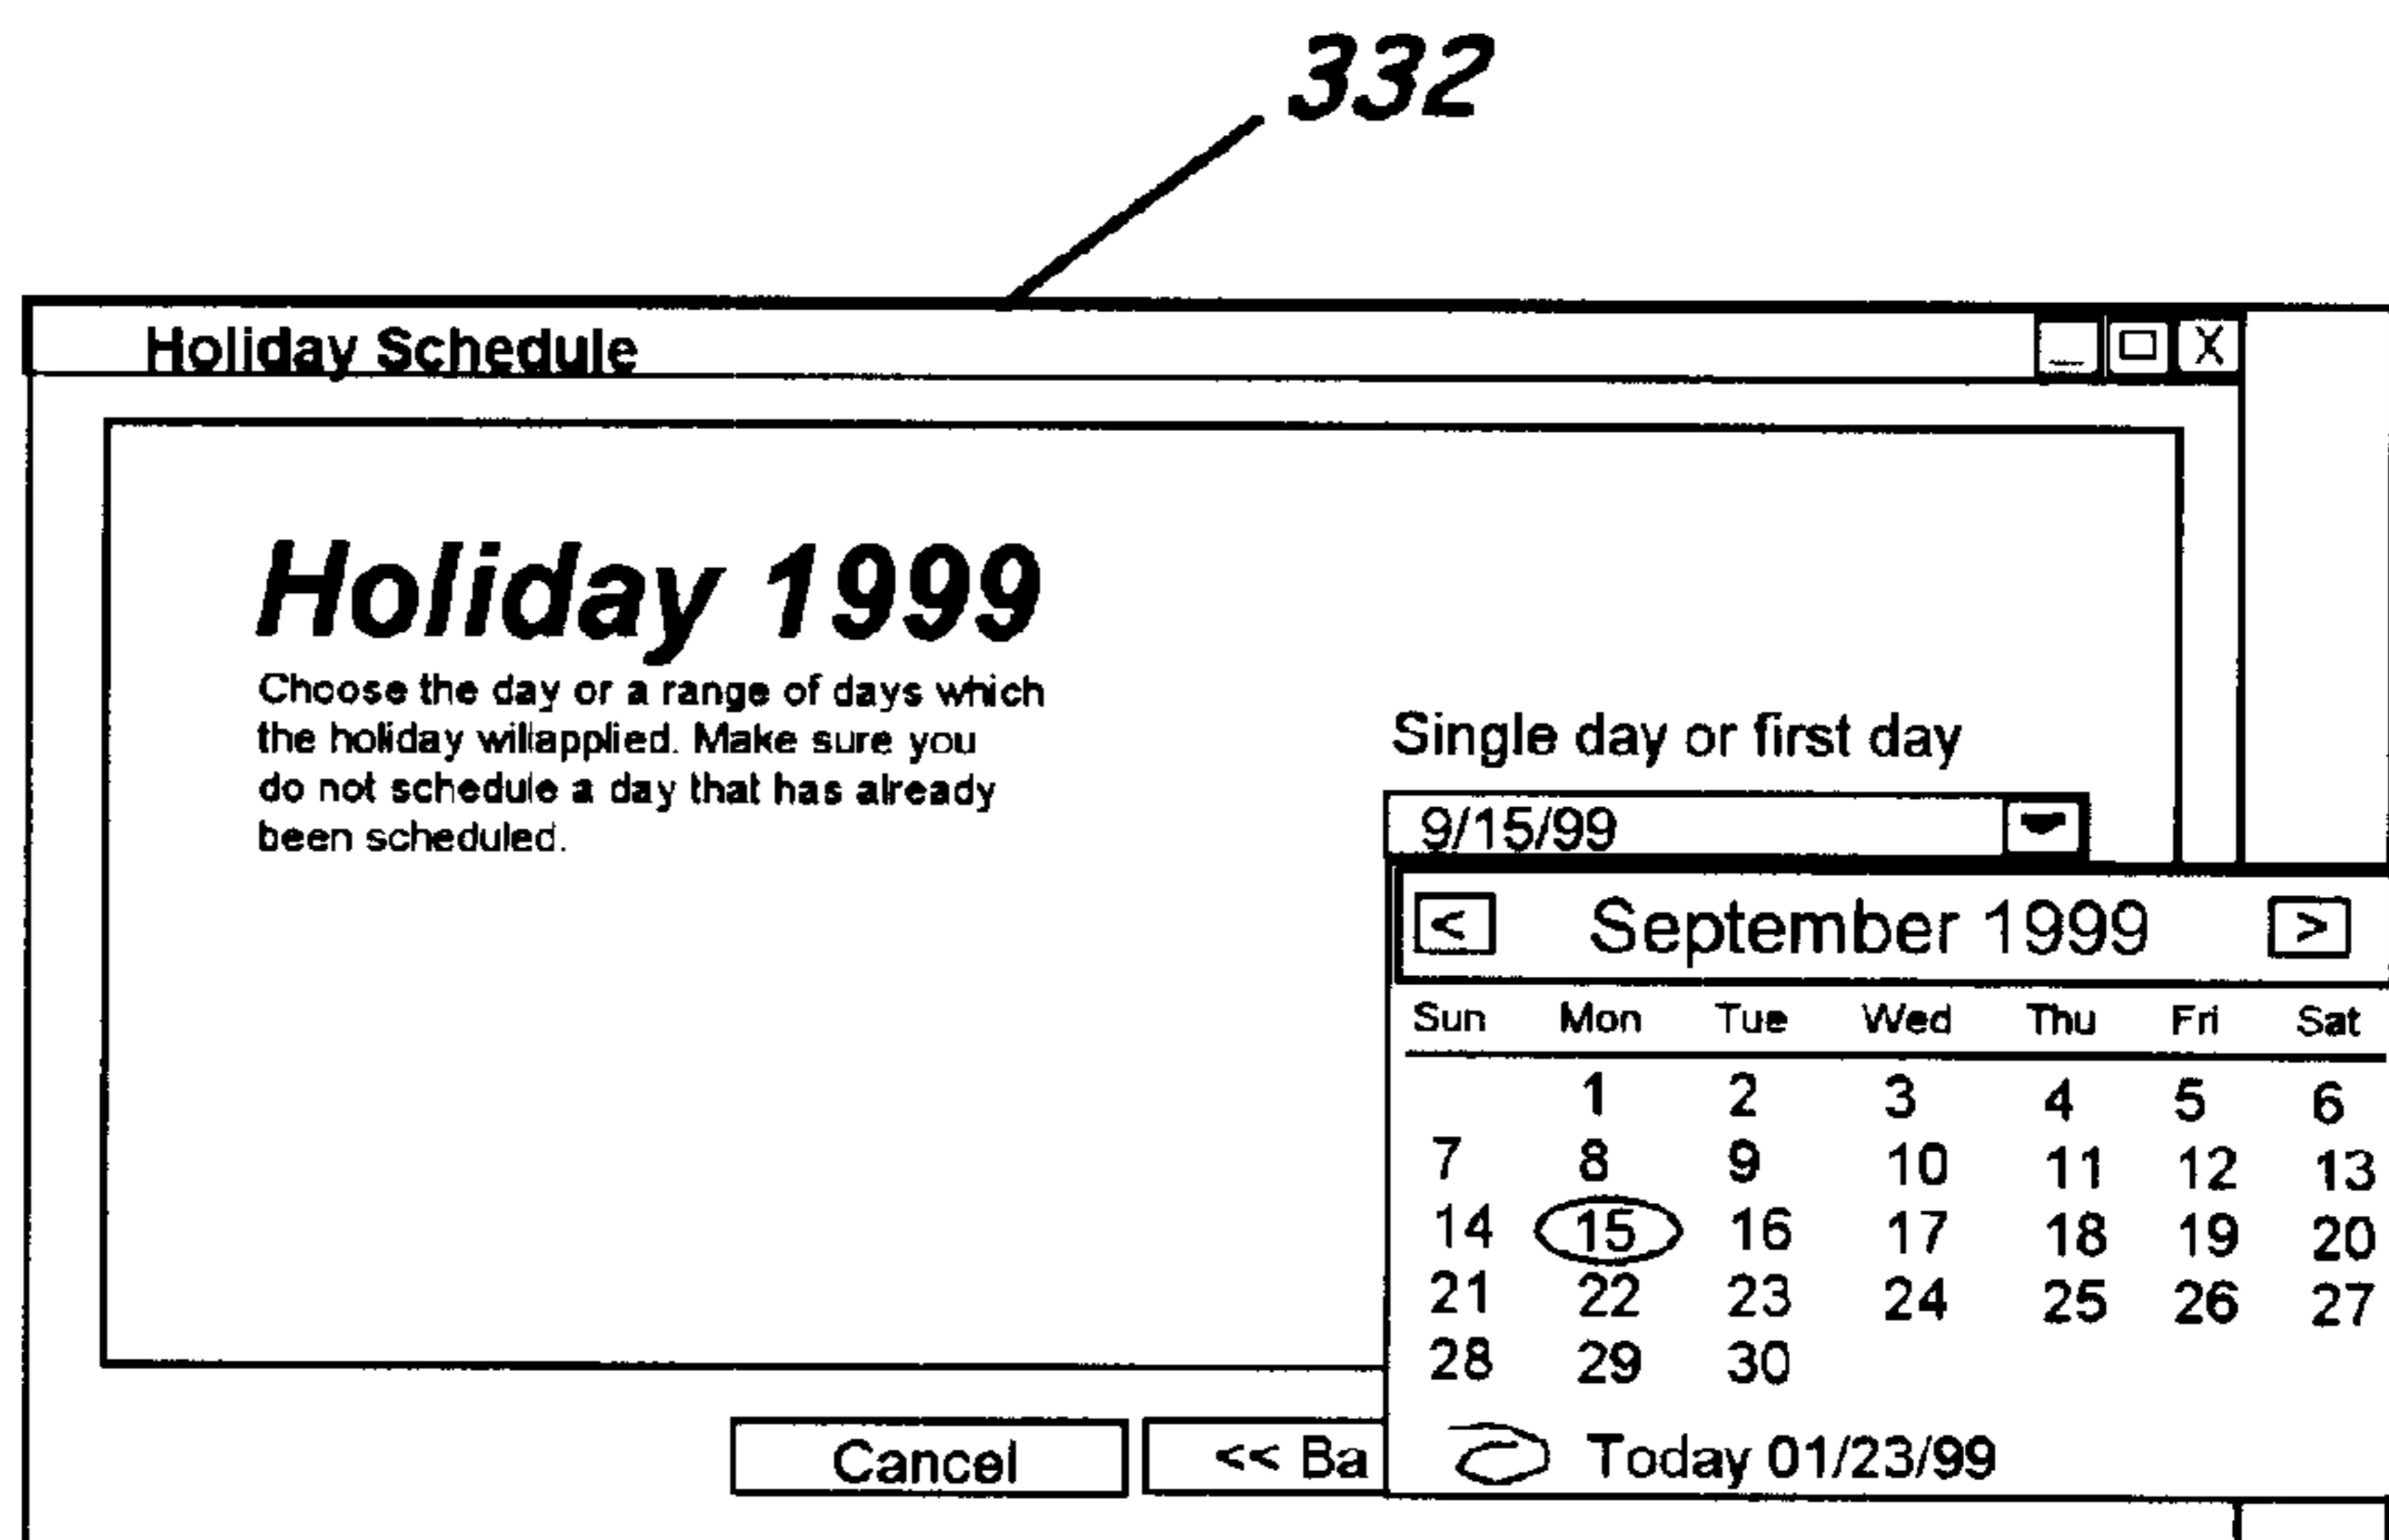 332
Holiday Schedule
_ □ X
Holiday 1999
Choose the day or a range of days which
the holiday willapplied. Make sure you
do not schedule a day that has already
been scheduled.
Single day or first day
9/15/99
< September 1999 >
Sun Mon Tue Wed Thu Fri Sat
1 2 3 4 5 6
7 8 9 10 11 12 13
14 15 16 17 18 19 20
21 22 23 24 25 26 27
28 29 30
Today 01/23/99
Cancel
<< Ba